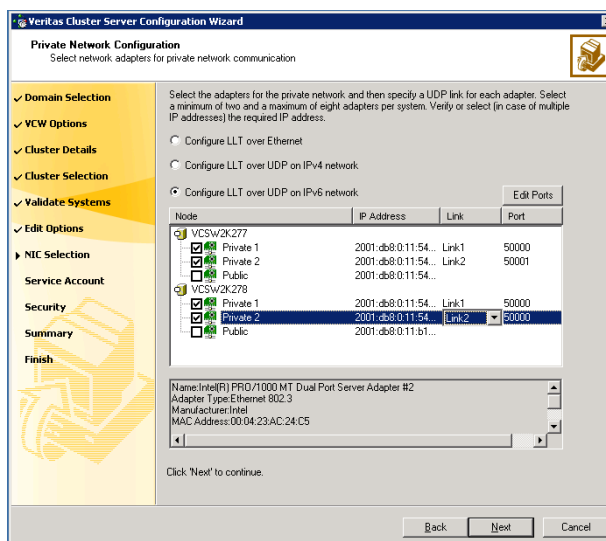 Veritas Cluster Server Configuration Wizard
Private Network Configuration
Select network adapters for private network communication
Domain Selection
VCW Options
Cluster Details
Cluster Selection
Validate Systems
Edit Options
NIC Selection
Service Account
Security
Summary
Finish
Select the adapters for the private network and then specify a UDP link for each adapter. Select
a minimum of two and a maximum of eight adapters per system. Verify or select (in case of multiple
IP addresses) the required IP address.
Configure LLT over Ethernet
Configure LLT over UDP on IPv4 network
Configure LLT over UDP on IPv6 network
Edit Ports
Node IP Address Link Port
VCSW2K277
Private 1 2001:db8:0:11:54... Link1 50000
Private 2 2001:db8:0:11:54... Link2 50001
Public 2001:db8:0:11:54...
VCSW2K278
Private 1 2001:db8:0:11:54... Link1 50000
Private 2 2001:db8:0:11:54... Link2 50000
Public 2001:db8:0:11:b1...
Name:Intel(R) PRO/1000 MT Dual Port Server Adapter #2
Adapter Type:Ethernet 802.3
Manufacturer:Intel
MAC Address:00:04:23:AC:24:C5
Click 'Next' to continue.
Back Next Cancel